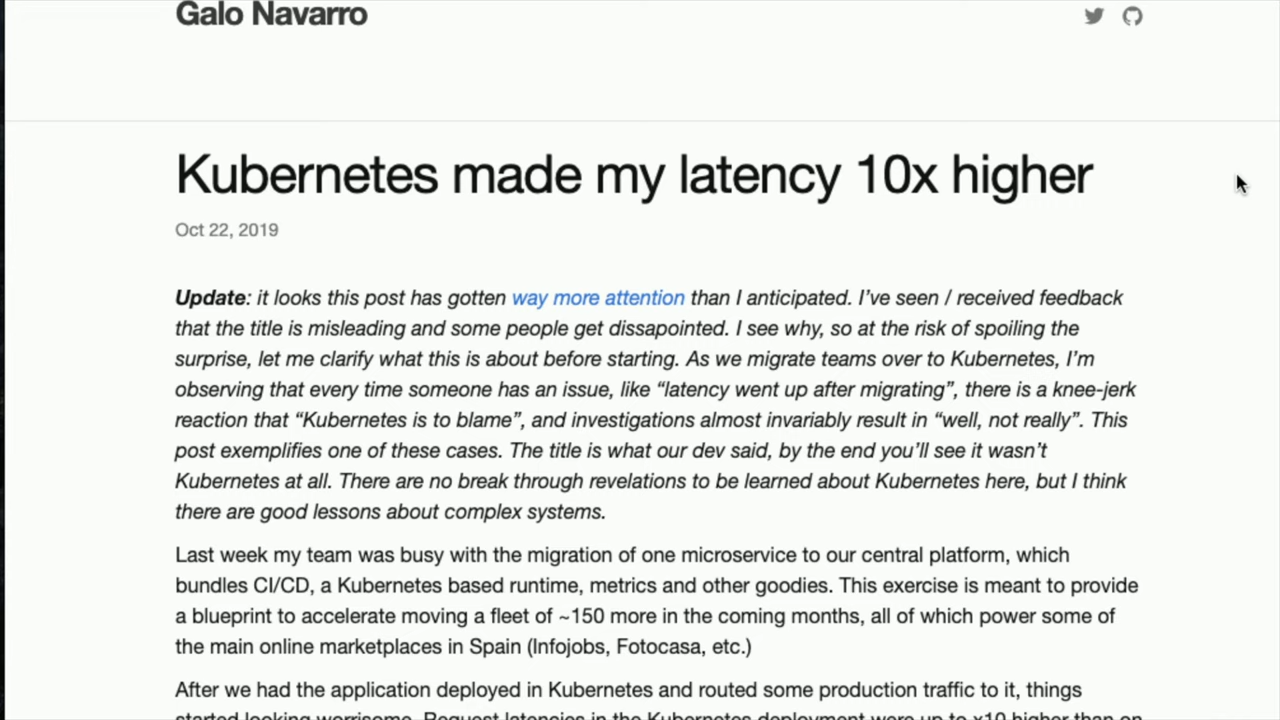 Galo Navarro
Kubernetes made my latency 10x higher
Oct 22, 2019
Update: it looks this post has gotten way more attention than I anticipated. I've seen / received feedback
that the title is misleading and some people get dissapointed. I see why, so at the risk of spoiling the
surprise, let me clarify what this is about before starting. As we migrate teams over to Kubernetes, I'm
observing that every time someone has an issue, like “latency went up after migrating”, there is a knee-jerk
reaction that “Kubernetes is to blame”, and investigations almost invariably result in “well, not really”. This
post exemplifies one of these cases. The title is what our dev said, by the end you'll see it wasn't
Kubernetes at all. There are no break through revelations to be learned about Kubernetes here, but I think
there are good lessons about complex systems.
Last week my team was busy with the migration of one microservice to our central platform, which
bundles CI/CD, a Kubernetes based runtime, metrics and other goodies. This exercise is meant to provide
a blueprint to accelerate moving a fleet of ~150 more in the coming months, all of which power some of
the main online marketplaces in Spain (Infojobs, Fotocasa, etc.)
After we had the application deployed in Kubernetes and routed some production traffic to it, things
started looking worrisome. Request latencies in the Kubernetes deployment were up to x10 higher than on